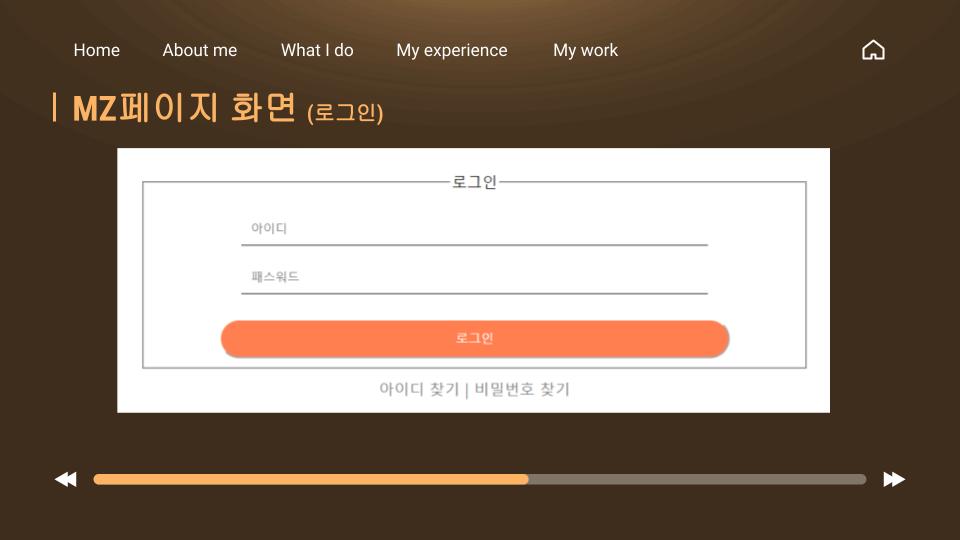 Home About me What I do My experience My work
MZ페이지 화면 (로그인)
로그인
아이디
패스워드
로그인
아이디 찾기 | 비밀번호 찾기